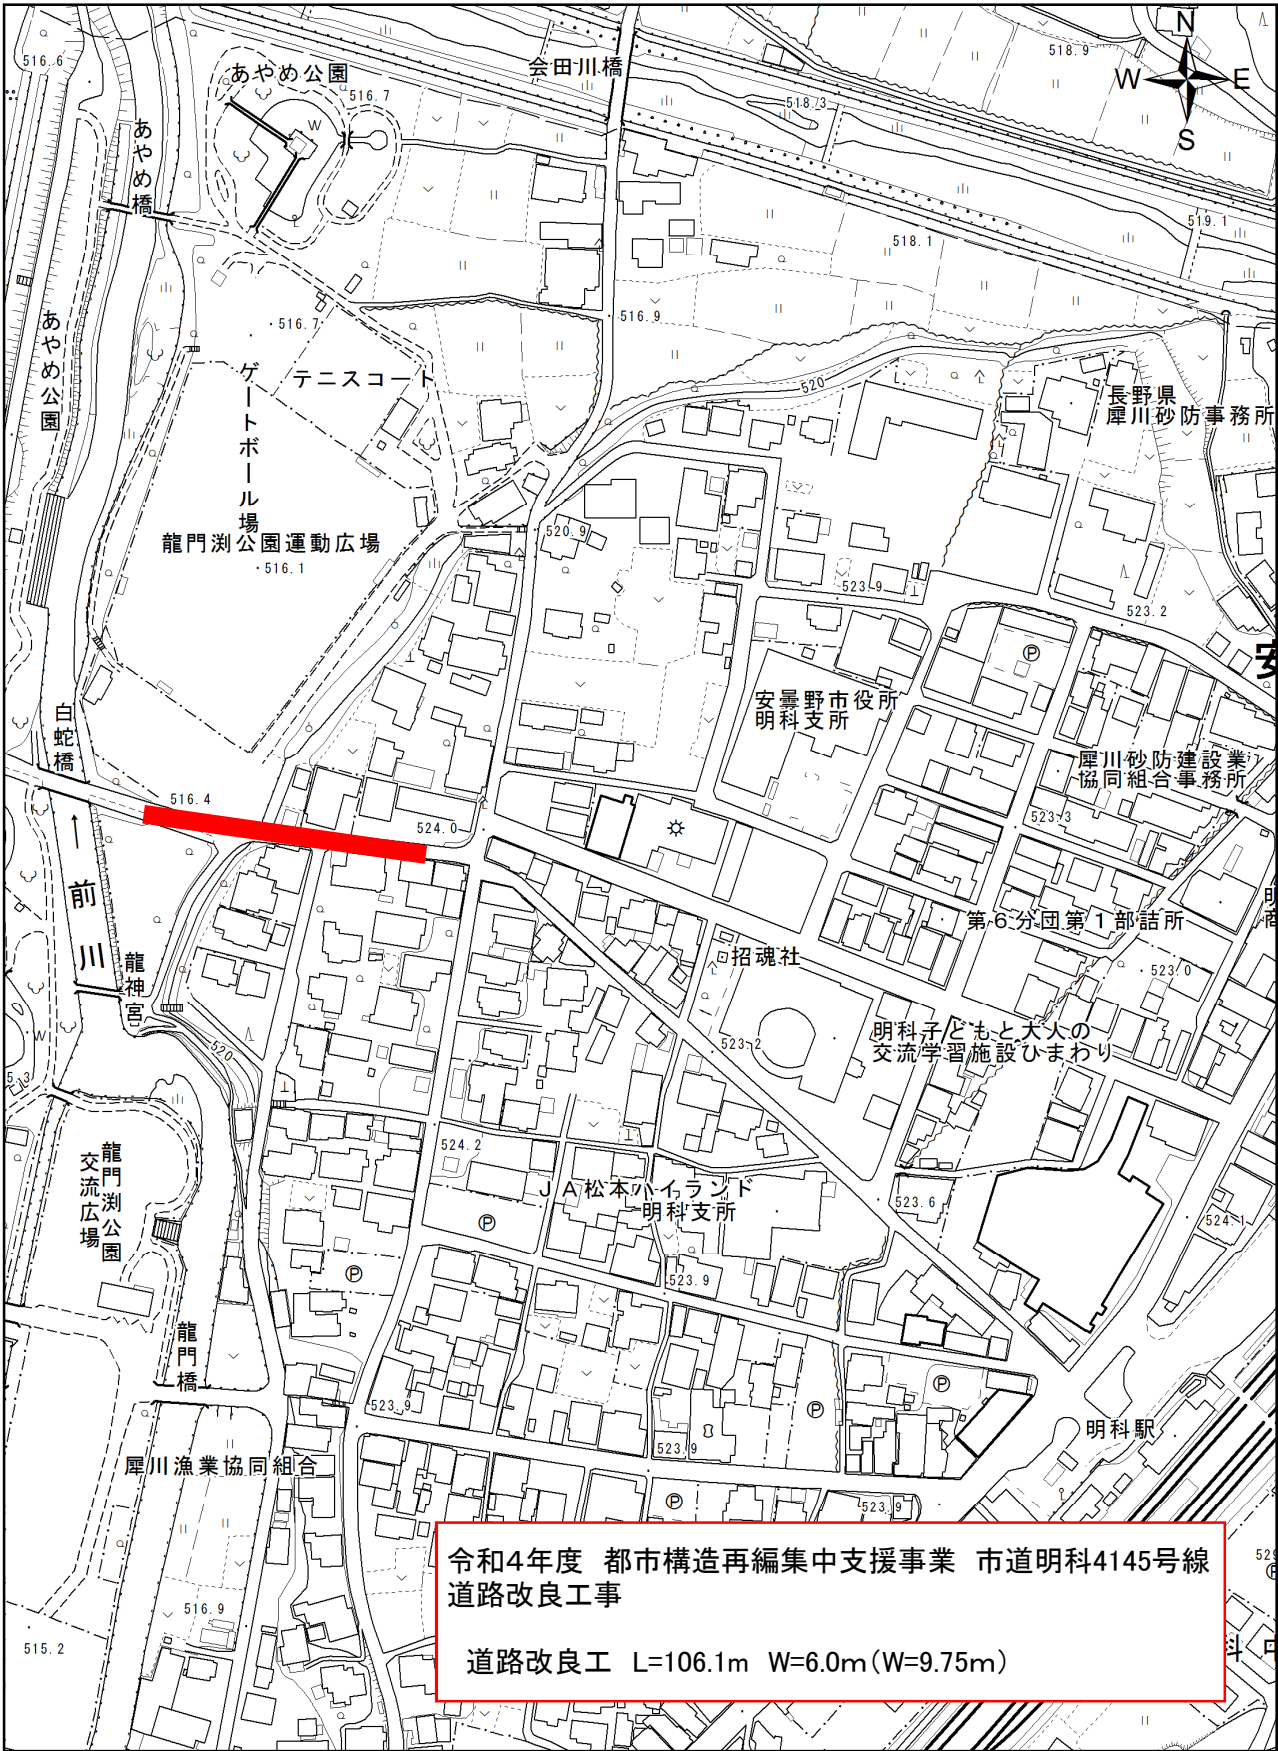 N
W
E
S
516.6
あやめ公園
516.7
会田川橋
518.9
518.3
あやめ橋
519.1
518.1
あやめ公園
516.7
516.9
ゲートボール場
テニスコート
520
長野県
犀川砂防事務所
龍門渕公園運動広場
516.1
520.9
523.9
523.2
安
安曇野市役所
明科支所
白蛇橋
犀川砂防建設業
協同組合事務所
516.4
524.0
523.3
前川
第6分団第1部詰所
龍神宮
招魂社
523.0
明科子どもと大人の
交流学習施設ひまわり
523.2
520
524.2
龍門渕公園
交流広場
JA松本ハイランド
明科支所
523.6
524.1
523.9
龍門橋
523.9
明科駅
523.9
犀川漁業協同組合
523.9
516.9
515.2
令和4年度 都市構造再編集中支援事業 市道明科4145号線
道路改良工事
道路改良工 L=106.1m W=6.0m(W=9.75m)